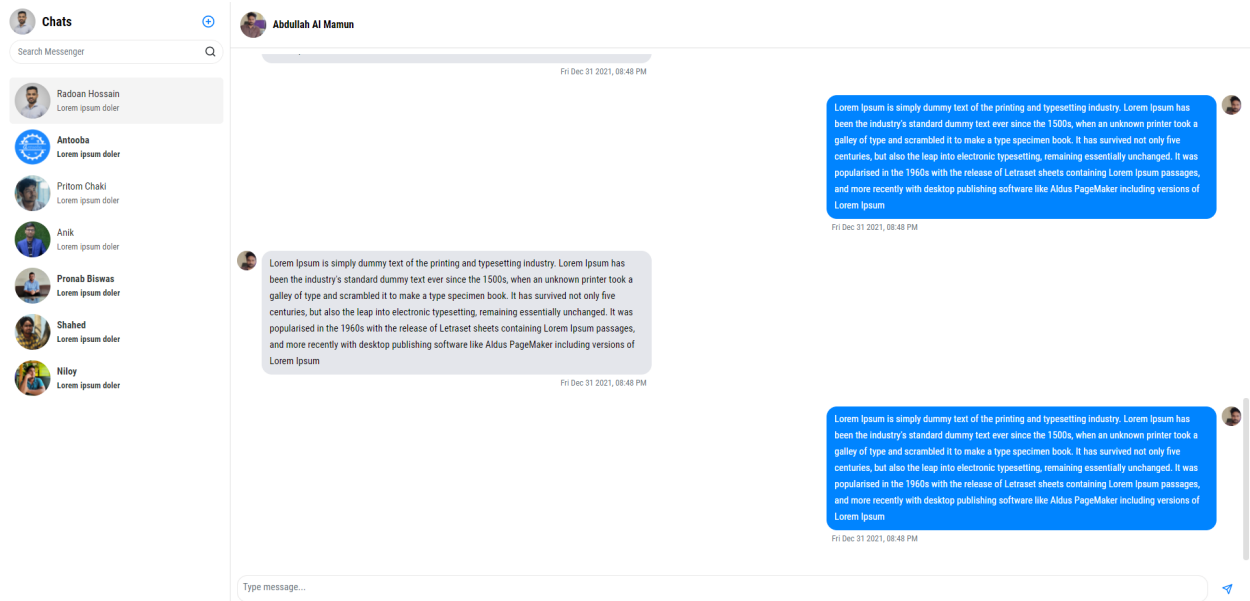 Chats
Search Messenger
Radoan Hossain
Lorem ipsum doler
Antooba
Lorem ipsum doler
Pritom Chaki
Lorem ipsum doler
Anik
Lorem ipsum doler
Pronab Biswas
Lorem ipsum doler
Shahed
Lorem ipsum doler
Niloy
Lorem ipsum doler
Abdullah Al Mamun
Fri Dec 31 2021, 08:48 PM
Lorem Ipsum is simply dummy text of the printing and typesetting industry. Lorem Ipsum has
been the industry's standard dummy text ever since the 1500s, when an unknown printer took a
galley of type and scrambled it to make a type specimen book. It has survived not only five
centuries, but also the leap into electronic typesetting, remaining essentially unchanged. It was
popularised in the 1960s with the release of Letraset sheets containing Lorem Ipsum passages,
and more recently with desktop publishing software like Aldus PageMaker including versions of
Lorem Ipsum
Fri Dec 31 2021, 08:48 PM
Lorem Ipsum is simply dummy text of the printing and typesetting industry. Lorem Ipsum has
been the industry's standard dummy text ever since the 1500s, when an unknown printer took a
galley of type and scrambled it to make a type specimen book. It has survived not only five
centuries, but also the leap into electronic typesetting, remaining essentially unchanged. It was
popularised in the 1960s with the release of Letraset sheets containing Lorem Ipsum passages,
and more recently with desktop publishing software like Aldus PageMaker including versions of
Lorem Ipsum
Fri Dec 31 2021, 08:48 PM
Lorem Ipsum is simply dummy text of the printing and typesetting industry. Lorem Ipsum has
been the industry's standard dummy text ever since the 1500s, when an unknown printer took a
galley of type and scrambled it to make a type specimen book. It has survived not only five
centuries, but also the leap into electronic typesetting, remaining essentially unchanged. It was
popularised in the 1960s with the release of Letraset sheets containing Lorem Ipsum passages,
and more recently with desktop publishing software like Aldus PageMaker including versions of
Lorem Ipsum
Fri Dec 31 2021, 08:48 PM
Type message...